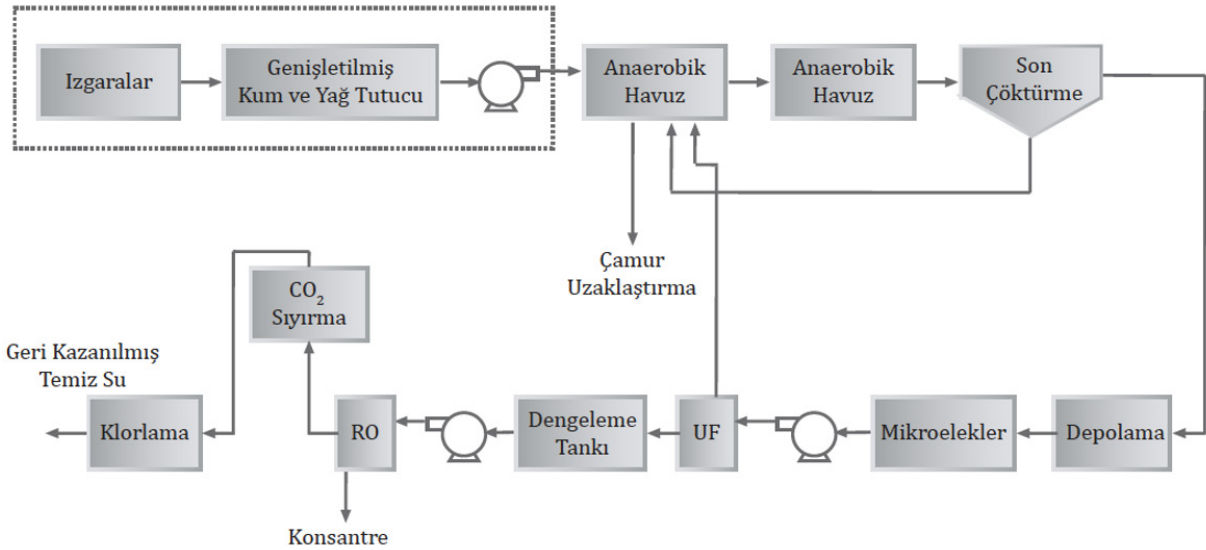 Izgaralar
Genişletilmiş
Kum ve Yağ Tutucu
Anaerobik
Havuz
Anaerobik
Havuz
Son
Çöktürme
Çamur
Uzaklaştırma
CO₂
Sıyırma
Geri Kazanılmış
Temiz Su
Klorlama
RO
Dengeleme
Tankı
UF
Mikroelekler
Depolama
Konsantre